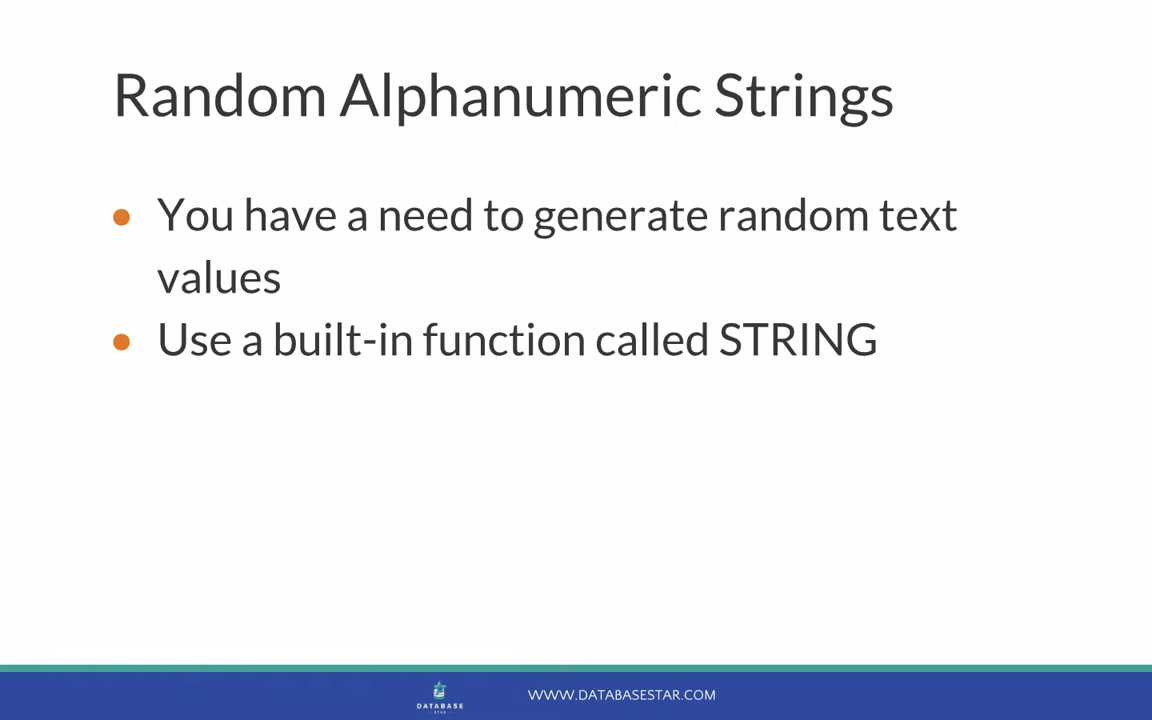 Random Alphanumeric Strings
• You have a need to generate random text
values
• Use a built-in function called STRING
DATABASE
STAR
WWW.DATABASESTAR.COM